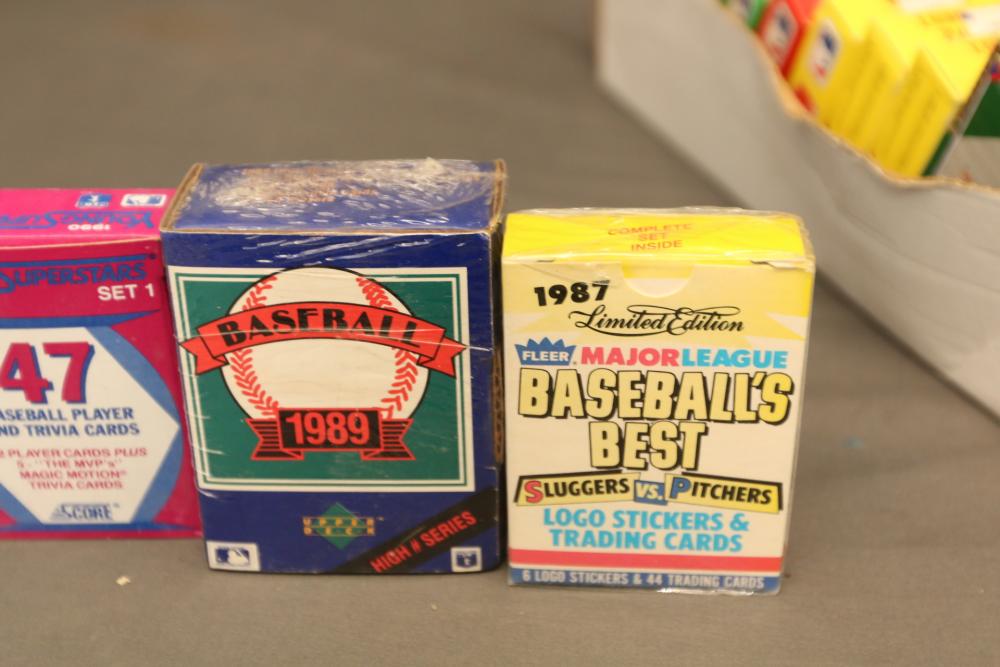 1990
SUPERSTARS
SET 1
47
BASEBALL PLAYER
AND TRIVIA CARDS
PLAYER CARDS PLUS
5 - "THE MVP's"
MAGIC MOTION
TRIVIA CARDS
SCORE
BASEBALL
1989
UPPER
DECK
HIGH # SERIES
COMPLETE
SET
INSIDE
1987
Limited Edition
FLEER MAJOR LEAGUE
BASEBALL'S
BEST
SLUGGERS VS. PITCHERS
LOGO STICKERS &
TRADING CARDS
6 LOGO STICKERS & 44 TRADING CARDS